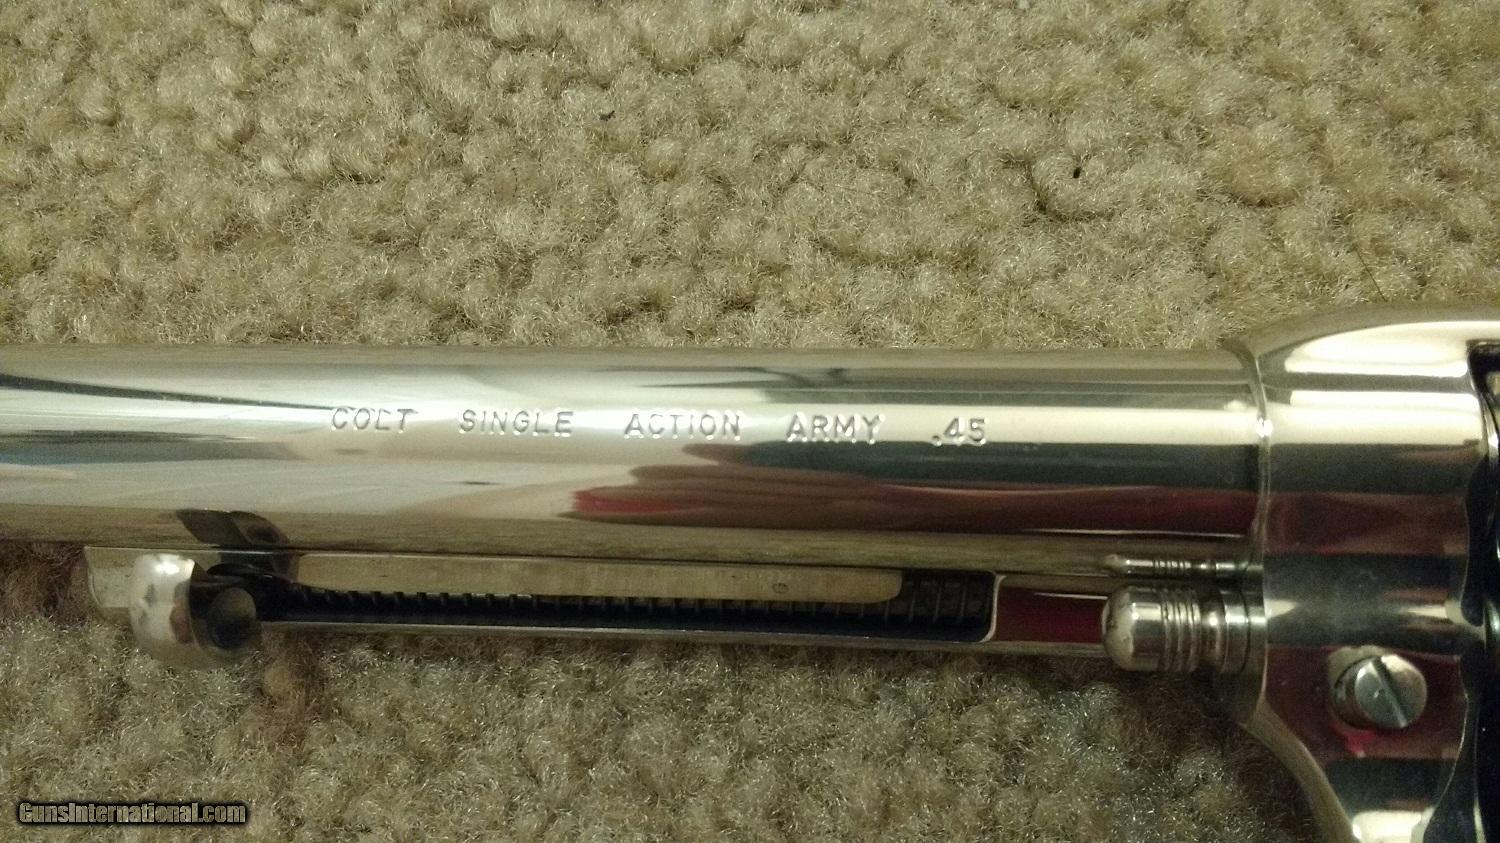 COLT SINGLE ACTION ARMY .45
GunsInternational.com